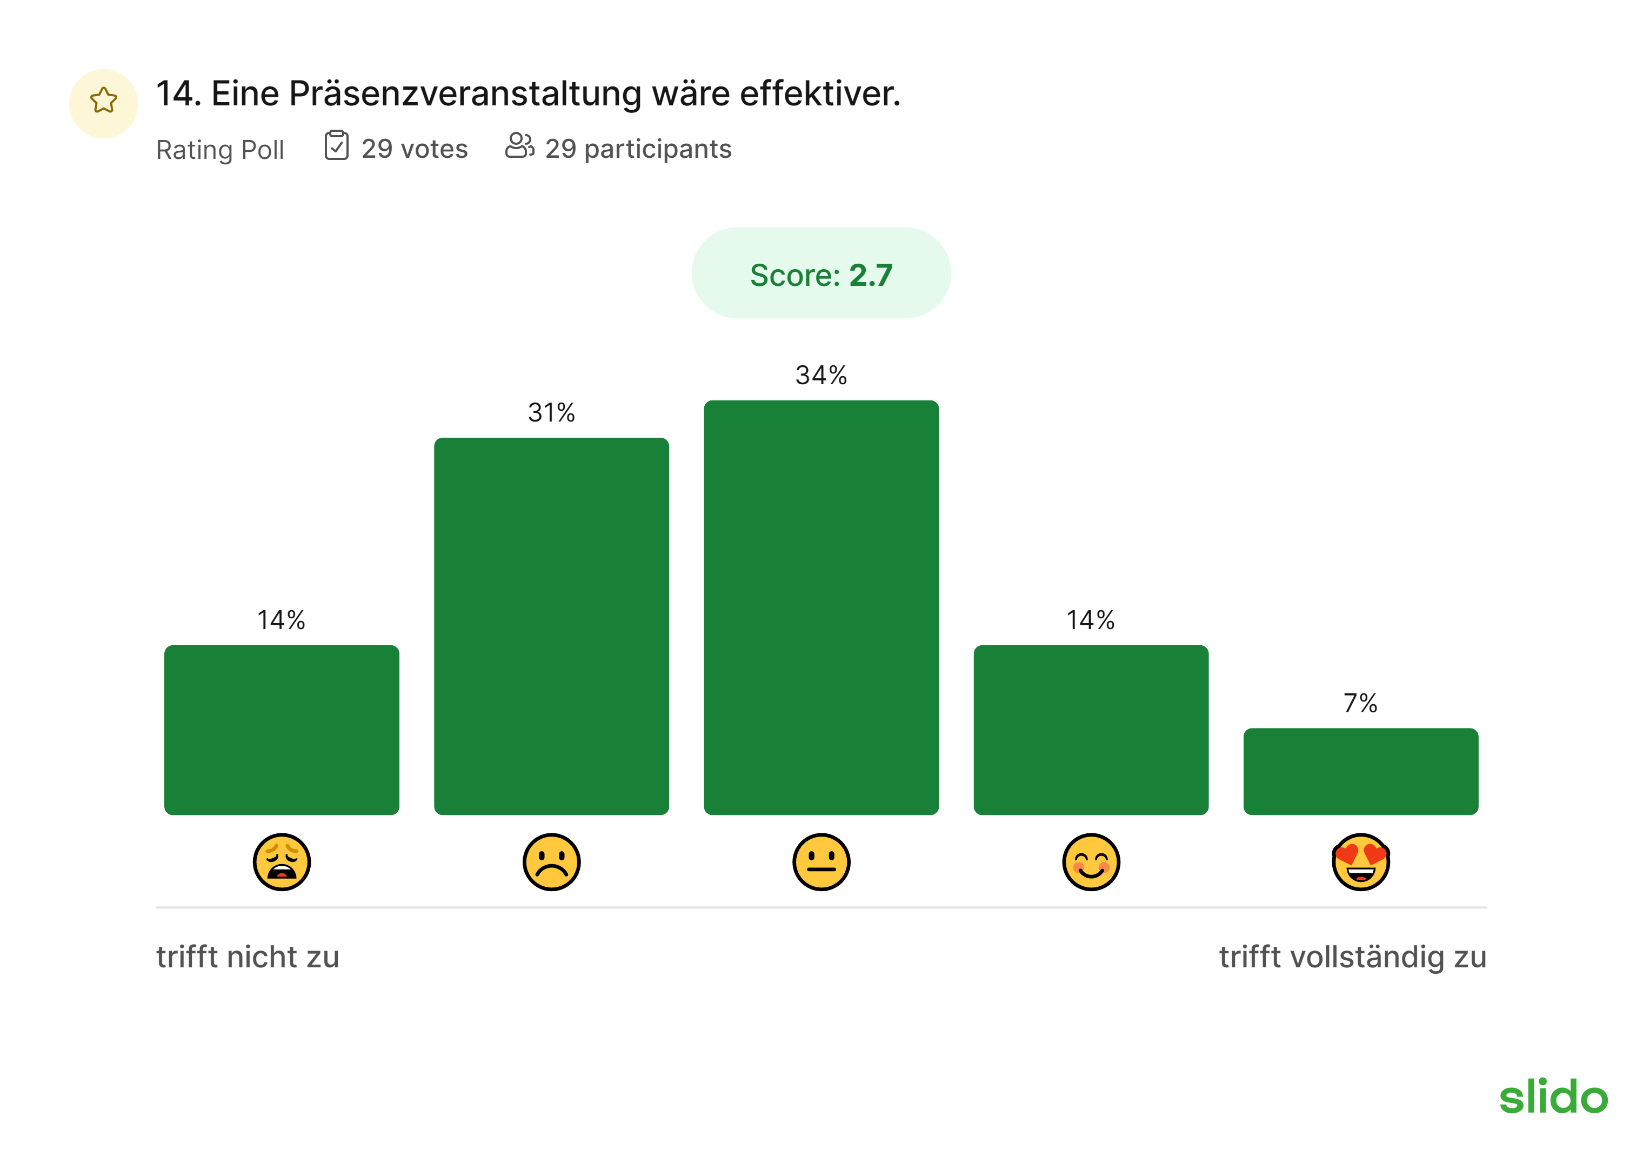 14. Eine Präsenzveranstaltung wäre effektiver.
Rating Poll 29 votes 29 participants
Score: 2.7
34%
31%
14%
14%
7%
trifft nicht zu trifft vollständig zu
slido